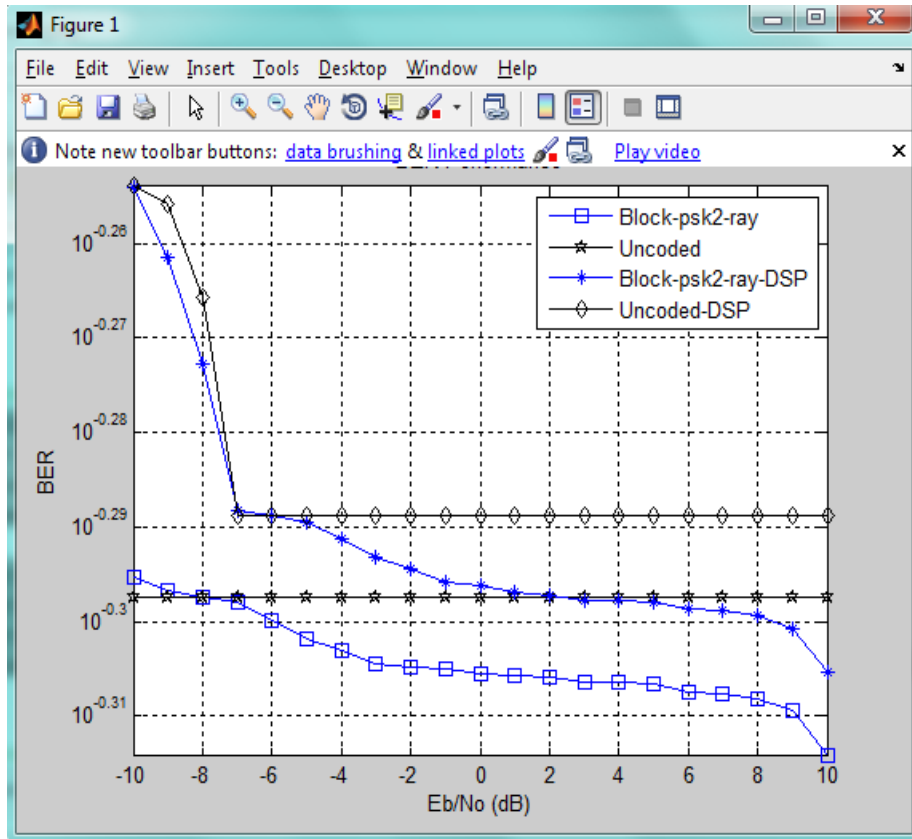 Figure 1
File Edit View Insert Tools Desktop Window Help
Note new toolbar buttons: data brushing & linked plots Play video
Block-psk2-ray
Uncoded
Block-psk2-ray-DSP
Uncoded-DSP
10^-0.26
10^-0.27
10^-0.28
10^-0.29
10^-0.3
10^-0.31
BER
-10 -8 -6 -4 -2 0 2 4 6 8 10
Eb/No (dB)